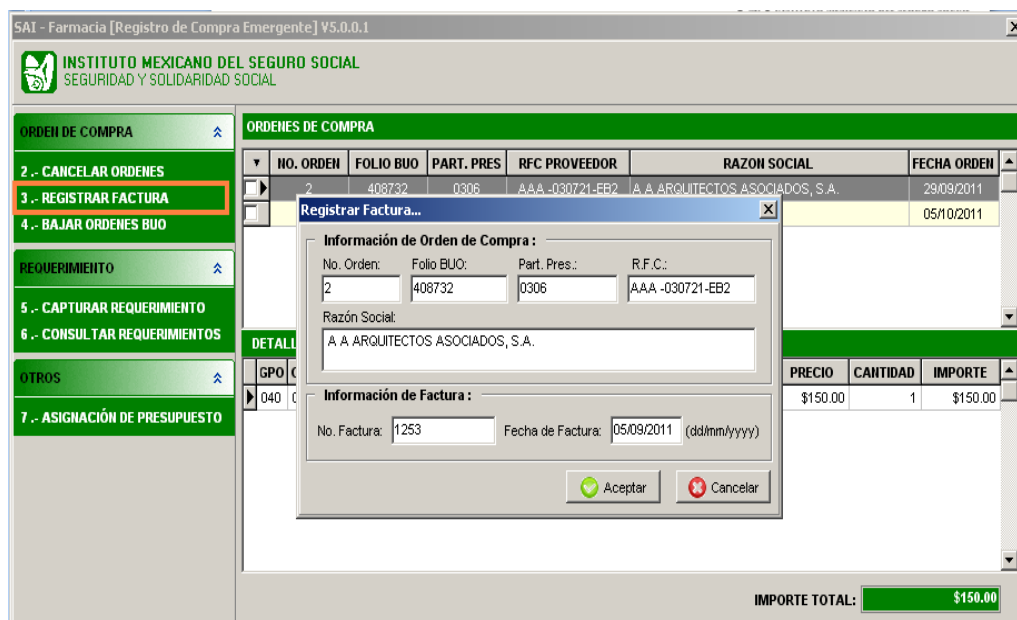 SAI - Farmacia [Registro de Compra Emergente] V5.0.0.1
INSTITUTO MEXICANO DEL SEGURO SOCIAL
SEGURIDAD Y SOLIDARIDAD SOCIAL
ORDEN DE COMPRA
2.- CANCELAR ORDENES
3.- REGISTRAR FACTURA
4.- BAJAR ORDENES BUO
REQUERIMIENTO
5.- CAPTURAR REQUERIMIENTO
6.- CONSULTAR REQUERIMIENTOS
OTROS
7.- ASIGNACIÓN DE PRESUPUESTO
ORDENES DE COMPRA
NO. ORDEN FOLIO BUO PART. PRES RFC PROVEEDOR RAZON SOCIAL FECHA ORDEN
2 408732 0306 AAA -030721-EB2 A A ARQUITECTOS ASOCIADOS, S.A. 29/09/2011
05/10/2011
Registrar Factura...
Información de Orden de Compra :
No. Orden: Folio BUO: Part. Pres.: R.F.C.:
2 408732 0306 AAA -030721-EB2
Razón Social:
A A ARQUITECTOS ASOCIADOS, S.A.
Información de Factura :
No. Factura: 1253 Fecha de Factura: 05/09/2011 (dd/mm/yyyy)
Aceptar Cancelar
DETALL
GPO PRECIO CANTIDAD IMPORTE
040 $150.00 1 $150.00
IMPORTE TOTAL: $150.00